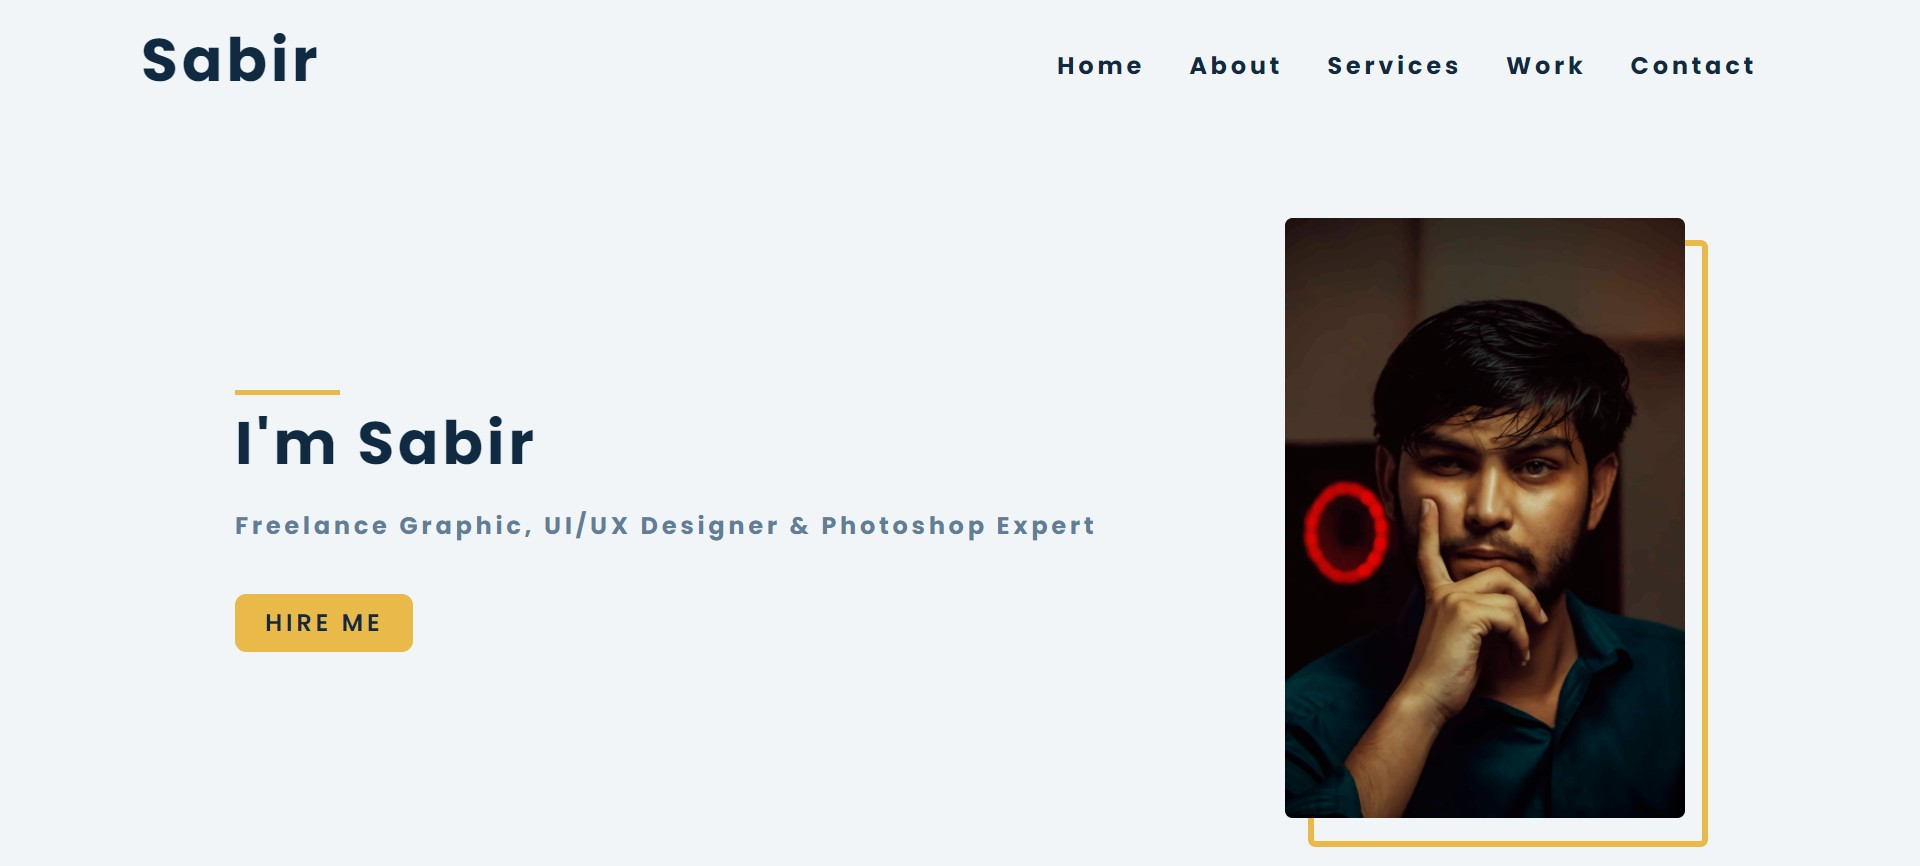 Sabir
Home About Services Work Contact
I'm Sabir
Freelance Graphic, UI/UX Designer & Photoshop Expert
HIRE ME